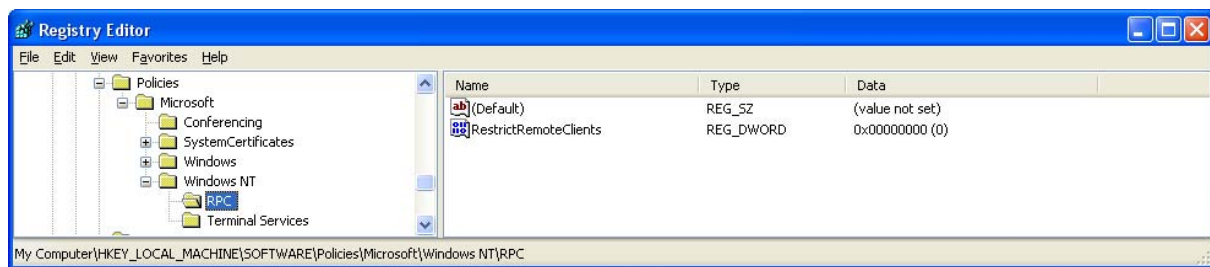 Registry Editor
File Edit View Favorites Help
Policies
Microsoft
Conferencing
SystemCertificates
Windows
Windows NT
RPC
Terminal Services
Name Type Data
(Default) REG_SZ (value not set)
RestrictRemoteClients REG_DWORD 0x00000000 (0)
My Computer\HKEY_LOCAL_MACHINE\SOFTWARE\Policies\Microsoft\Windows NT\RPC